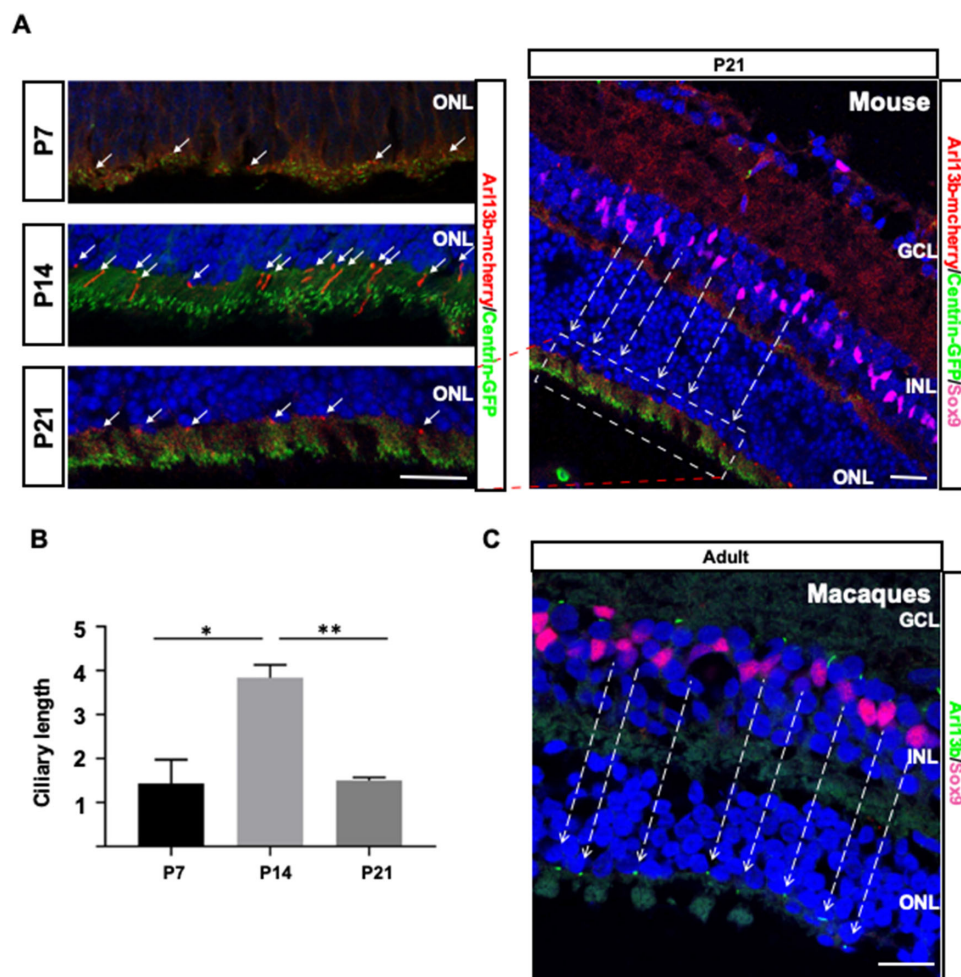 A
P7
ONL
P14
ONL
P21
ONL
Arl13b-mcherry/Centrin-GFP
P21
Mouse
GCL
INL
ONL
Arl13b-mcherry/Centrin-GFP/Sox9
B
Ciliary length
5
4
3
2
1
*
**
P7
P14
P21
C
Adult
Macaques
GCL
INL
ONL
Arl13b/Sox9